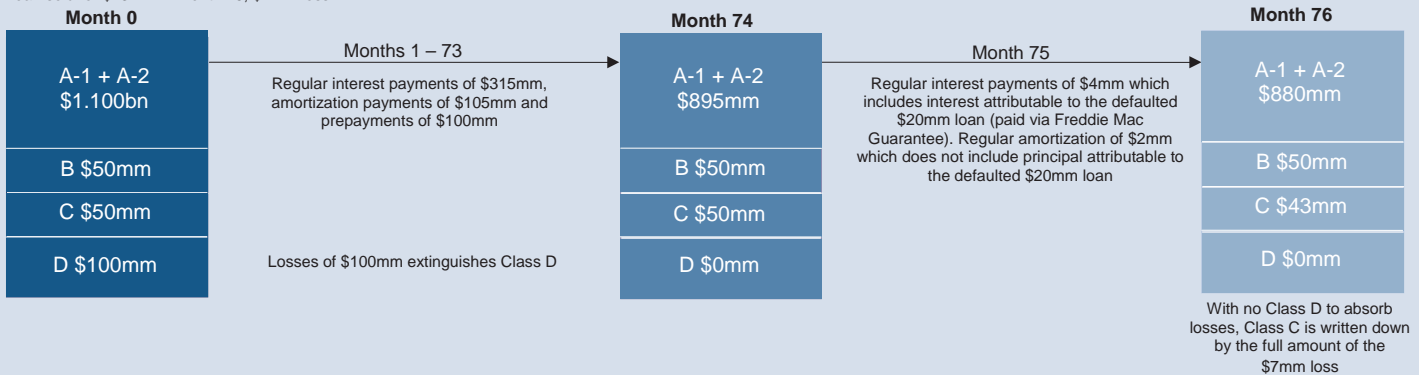 Month 0
A-1 + A-2
$1.100bn
B $50mm
C $50mm
D $100mm
Months 1 – 73
Regular interest payments of $315mm,
amortization payments of $105mm and
prepayments of $100mm
Losses of $100mm extinguishes Class D
Month 74
A-1 + A-2
$895mm
B $50mm
C $50mm
D $0mm
Month 75
Regular interest payments of $4mm which
includes interest attributable to the defaulted
$20mm loan (paid via Freddie Mac
Guarantee). Regular amortization of $2mm
which does not include principal attributable to
the defaulted $20mm loan
Month 76
A-1 + A-2
$880mm
B $50mm
C $43mm
D $0mm
With no Class D to absorb
losses, Class C is written down
by the full amount of the
$7mm loss